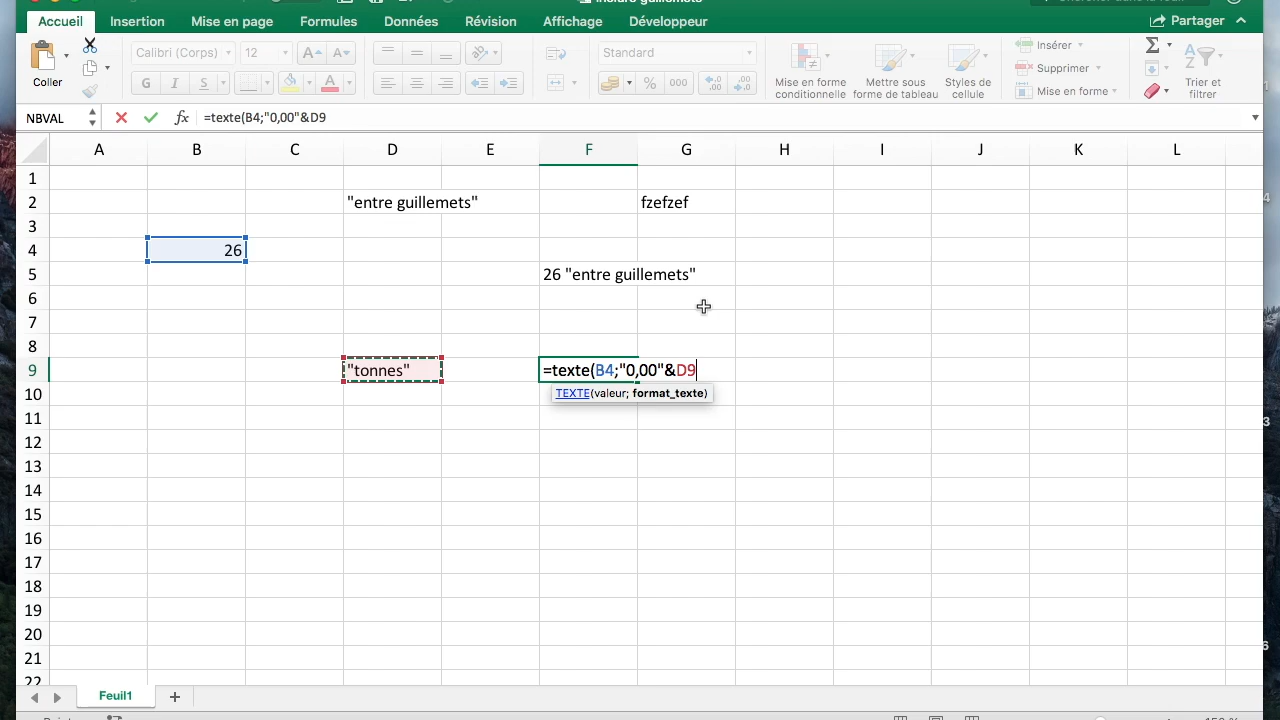 Accueil Insertion Mise en page Formules Données Révision Affichage Développeur Partager
Coller
Calibri (Corps) 12
A A
G I S
A
Standard
% 000
Mise en forme
conditionnelle
Mettre sous
forme de tableau
Styles de
cellule
Insérer
Supprimer
Mise en forme
Trier et
filtrer
NBVAL fx =texte(B4;"0,00"&D9
A B C D E F G H I J K L
1
2 "entre guillemets" fzefzef
3
4 26
5 26 "entre guillemets"
6
7
8
9 "tonnes" =texte(B4;"0,00"&D9
10 TEXTE(valeur; format_texte)
11
12
13
14
15
16
17
18
19
20
21
22
Feuil1 +